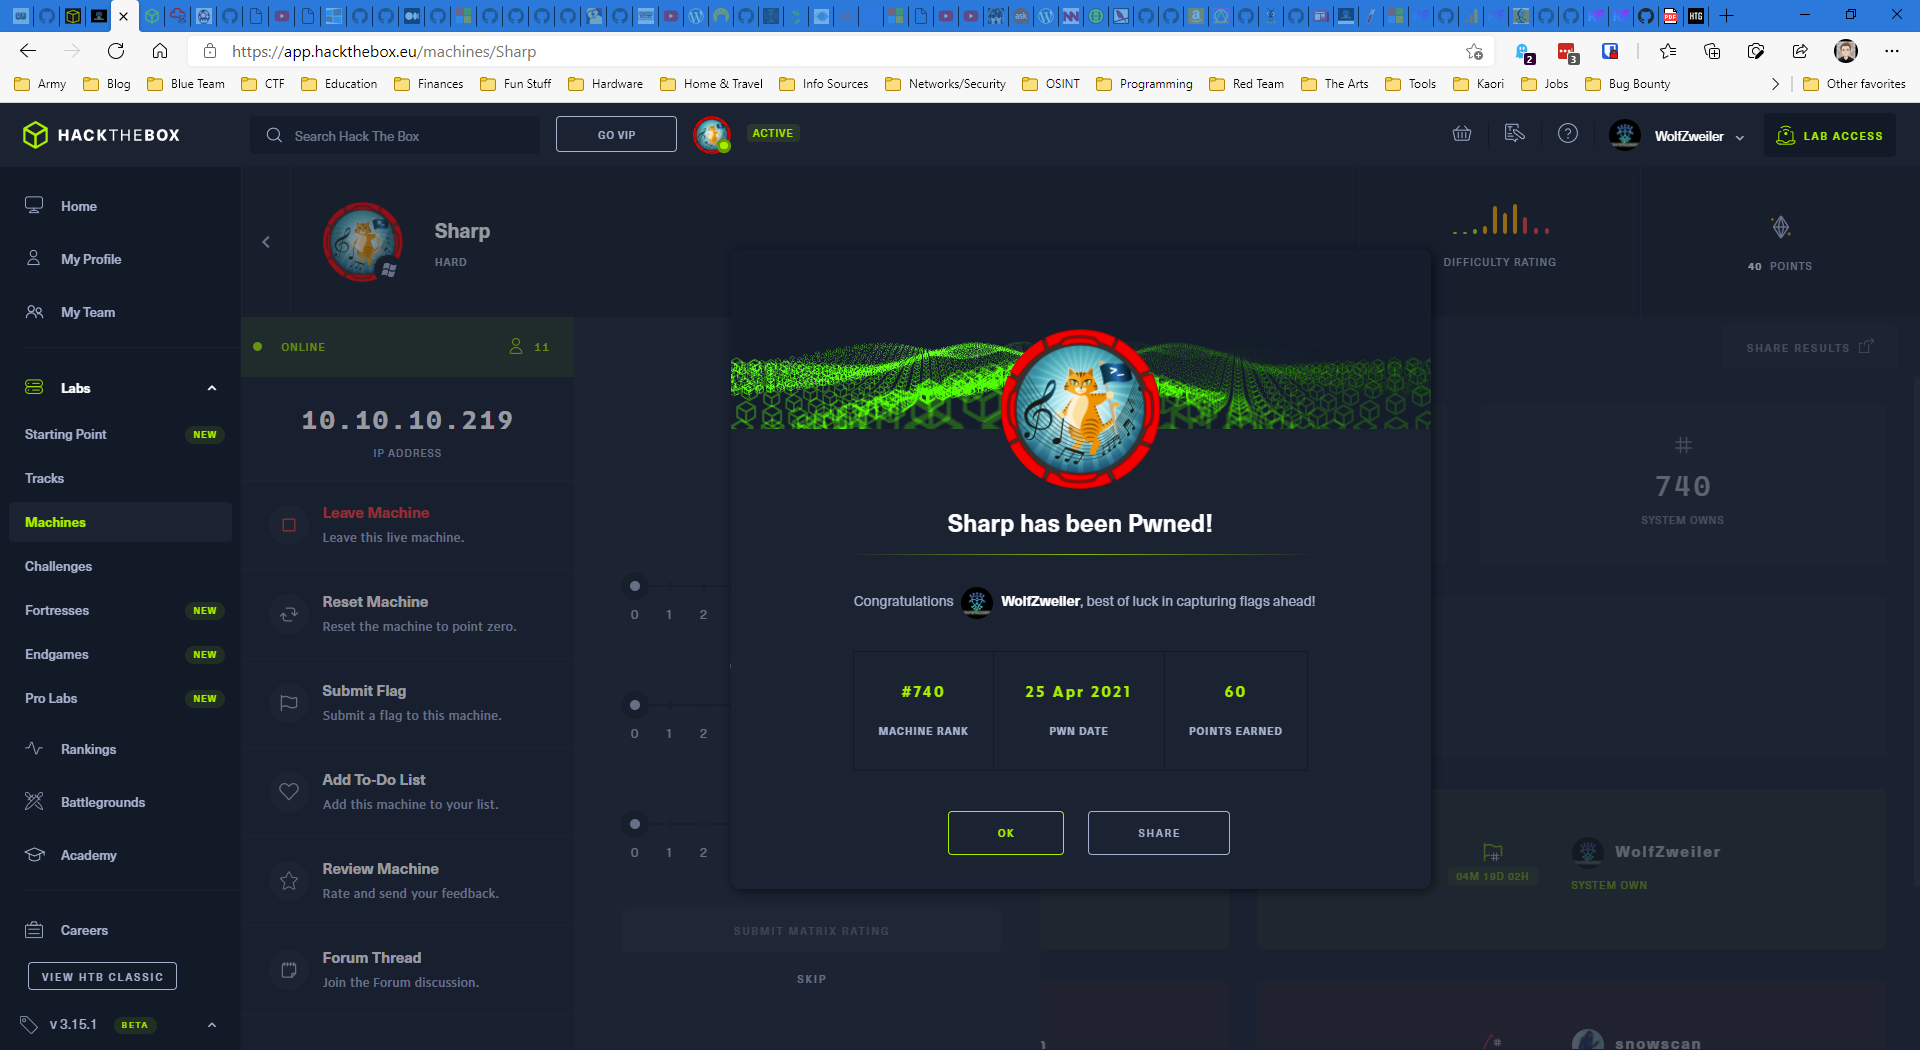 https://app.hackthebox.eu/machines/Sharp
2
3
Army
Blog
Blue Team
CTF
Education
Finances
Fun Stuff
Hardware
Home & Travel
Info Sources
Networks/Security
OSINT
Programming
Red Team
The Arts
Tools
Kaori
Jobs
Bug Bounty
Other favorites
HACKTHEBOX
Search Hack The Box
GO VIP
ACTIVE
WolfZweiler
LAB ACCESS
Home
My Profile
My Team
Labs
Starting Point NEW
Tracks
Machines
Challenges
Fortresses NEW
Endgames NEW
Pro Labs NEW
Rankings
Battlegrounds
Academy
Careers
VIEW HTB CLASSIC
v 3.15.1 BETA
Sharp
HARD
DIFFICULTY RATING
40 POINTS
ONLINE
11
10.10.10.219
IP ADDRESS
Leave Machine
Leave this live machine.
Reset Machine
Reset the machine to point zero.
Submit Flag
Submit a flag to this machine.
Add To-Do List
Add this machine to your list.
Review Machine
Rate and send your feedback.
Forum Thread
Join the Forum discussion.
0 1 2
0 1 2
0 1 2
SUBMIT MATRIX RATING
SKIP
Sharp has been Pwned!
Congratulations WolfZweiler, best of luck in capturing flags ahead!
#740
MACHINE RANK
25 Apr 2021
PWN DATE
60
POINTS EARNED
OK
SHARE
SHARE RESULTS
#
740
SYSTEM OWNS
04M 19D 02H
WolfZweiler
SYSTEM OWN
snowscan